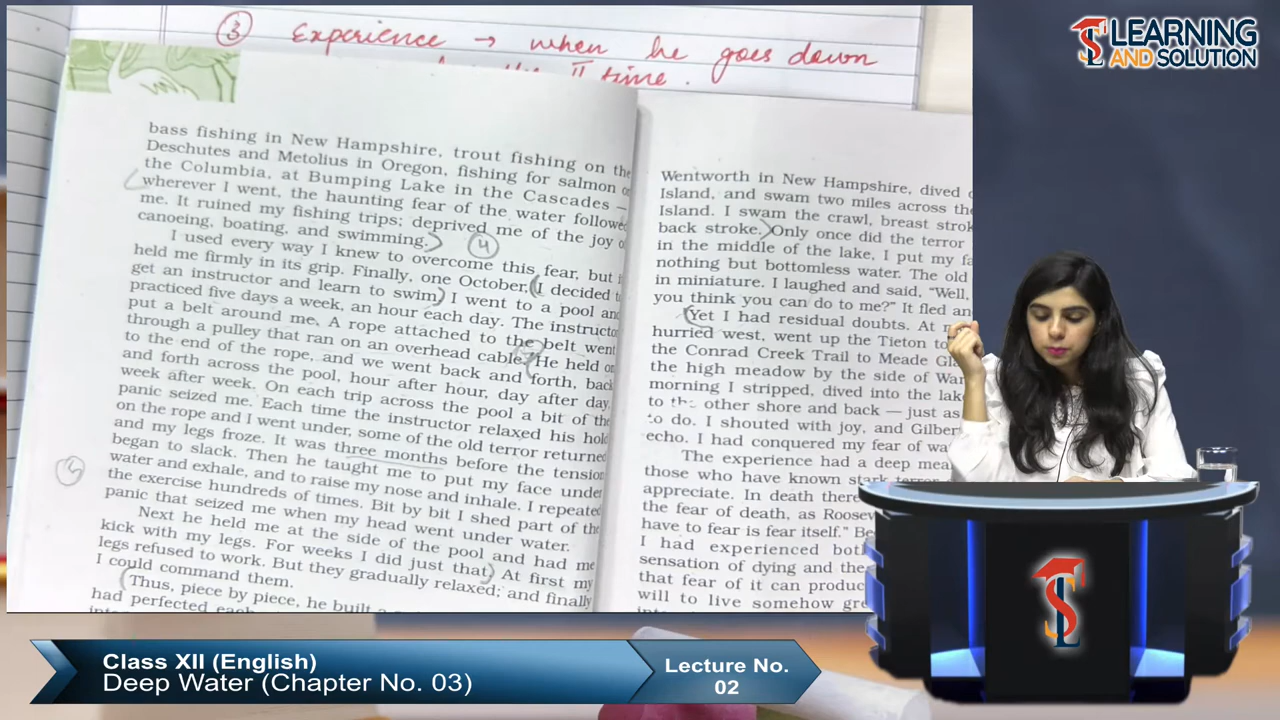 ③ Experience → when he goes down
II time.
bass fishing in New Hampshire, trout fishing on the
Deschutes and Metolius in Oregon, fishing for salmon on
the Columbia, at Bumping Lake in the Cascades —
wherever I went, the haunting fear of the water followed
me. It ruined my fishing trips; deprived me of the joy of
canoeing, boating, and swimming.
④
I used every way I knew to overcome this fear, but it
held me firmly in its grip. Finally, one October, I decided to
get an instructor and learn to swim. I went to a pool and
practiced five days a week, an hour each day. The instructor
put a belt around me. A rope attached to the belt went
through a pulley that ran on an overhead cable. He held on
to the end of the rope, and we went back and forth, back
and forth across the pool, hour after hour, day after day,
week after week. On each trip across the pool a bit of the
panic seized me. Each time the instructor relaxed his hold
on the rope and I went under, some of the old terror returned
and my legs froze. It was three months before the tension
began to slack. Then he taught me to put my face under
water and exhale, and to raise my nose and inhale. I repeated
the exercise hundreds of times. Bit by bit I shed part of the
panic that seized me when my head went under water.
Next he held me at the side of the pool and had me
kick with my legs. For weeks I did just that. At first my
legs refused to work. But they gradually relaxed; and finally
I could command them.
Thus, piece by piece, he built a
had perfected each
Wentworth in New Hampshire, dived
Island, and swam two miles across the
Island. I swam the crawl, breast strok
back stroke. Only once did the terror
in the middle of the lake, I put my fa
nothing but bottomless water. The old
in miniature. I laughed and said, “Well,
you think you can do to me?” It fled an
Yet I had residual doubts. At
hurried west, went up the Tieton to
the Conrad Creek Trail to Meade Gl
the high meadow by the side of War
morning I stripped, dived into the lake
to the other shore and back — just as
to do. I shouted with joy, and Gilber
echo. I had conquered my fear of wa
The experience had a deep mea
those who have known stark terror
appreciate. In death there
the fear of death, as Roosev
have to fear is fear itself.” Be
I had experienced bot
sensation of dying and the
that fear of it can produc
will to live somehow gre
LEARNING
AND SOLUTION
Class XII (English)
Deep Water (Chapter No. 03)
Lecture No.
02